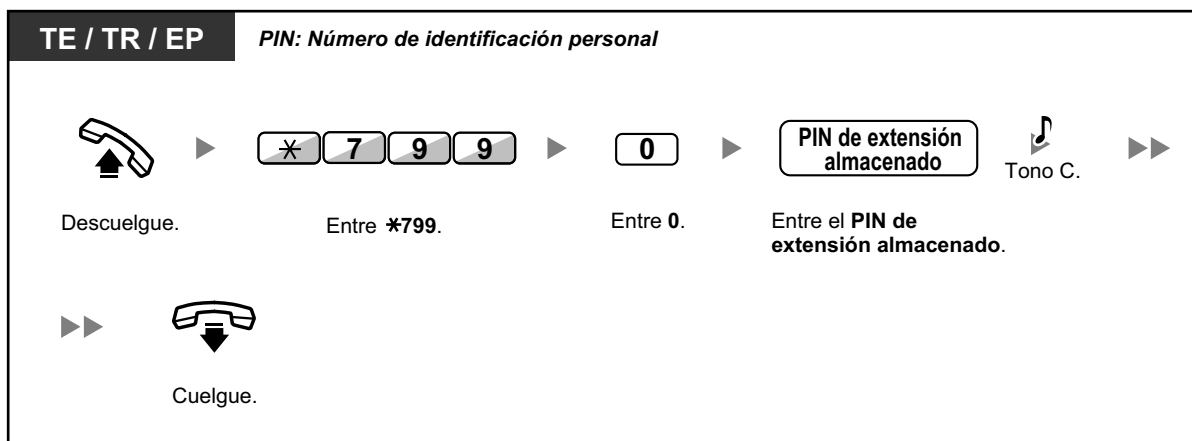 TE / TR / EP
PIN: Número de identificación personal
* 7 9 9
0
PIN de extensión
almacenado
Tono C.
Descuelgue.
Entre *799.
Entre 0.
Entre el PIN de
extensión almacenado.
Cuelgue.